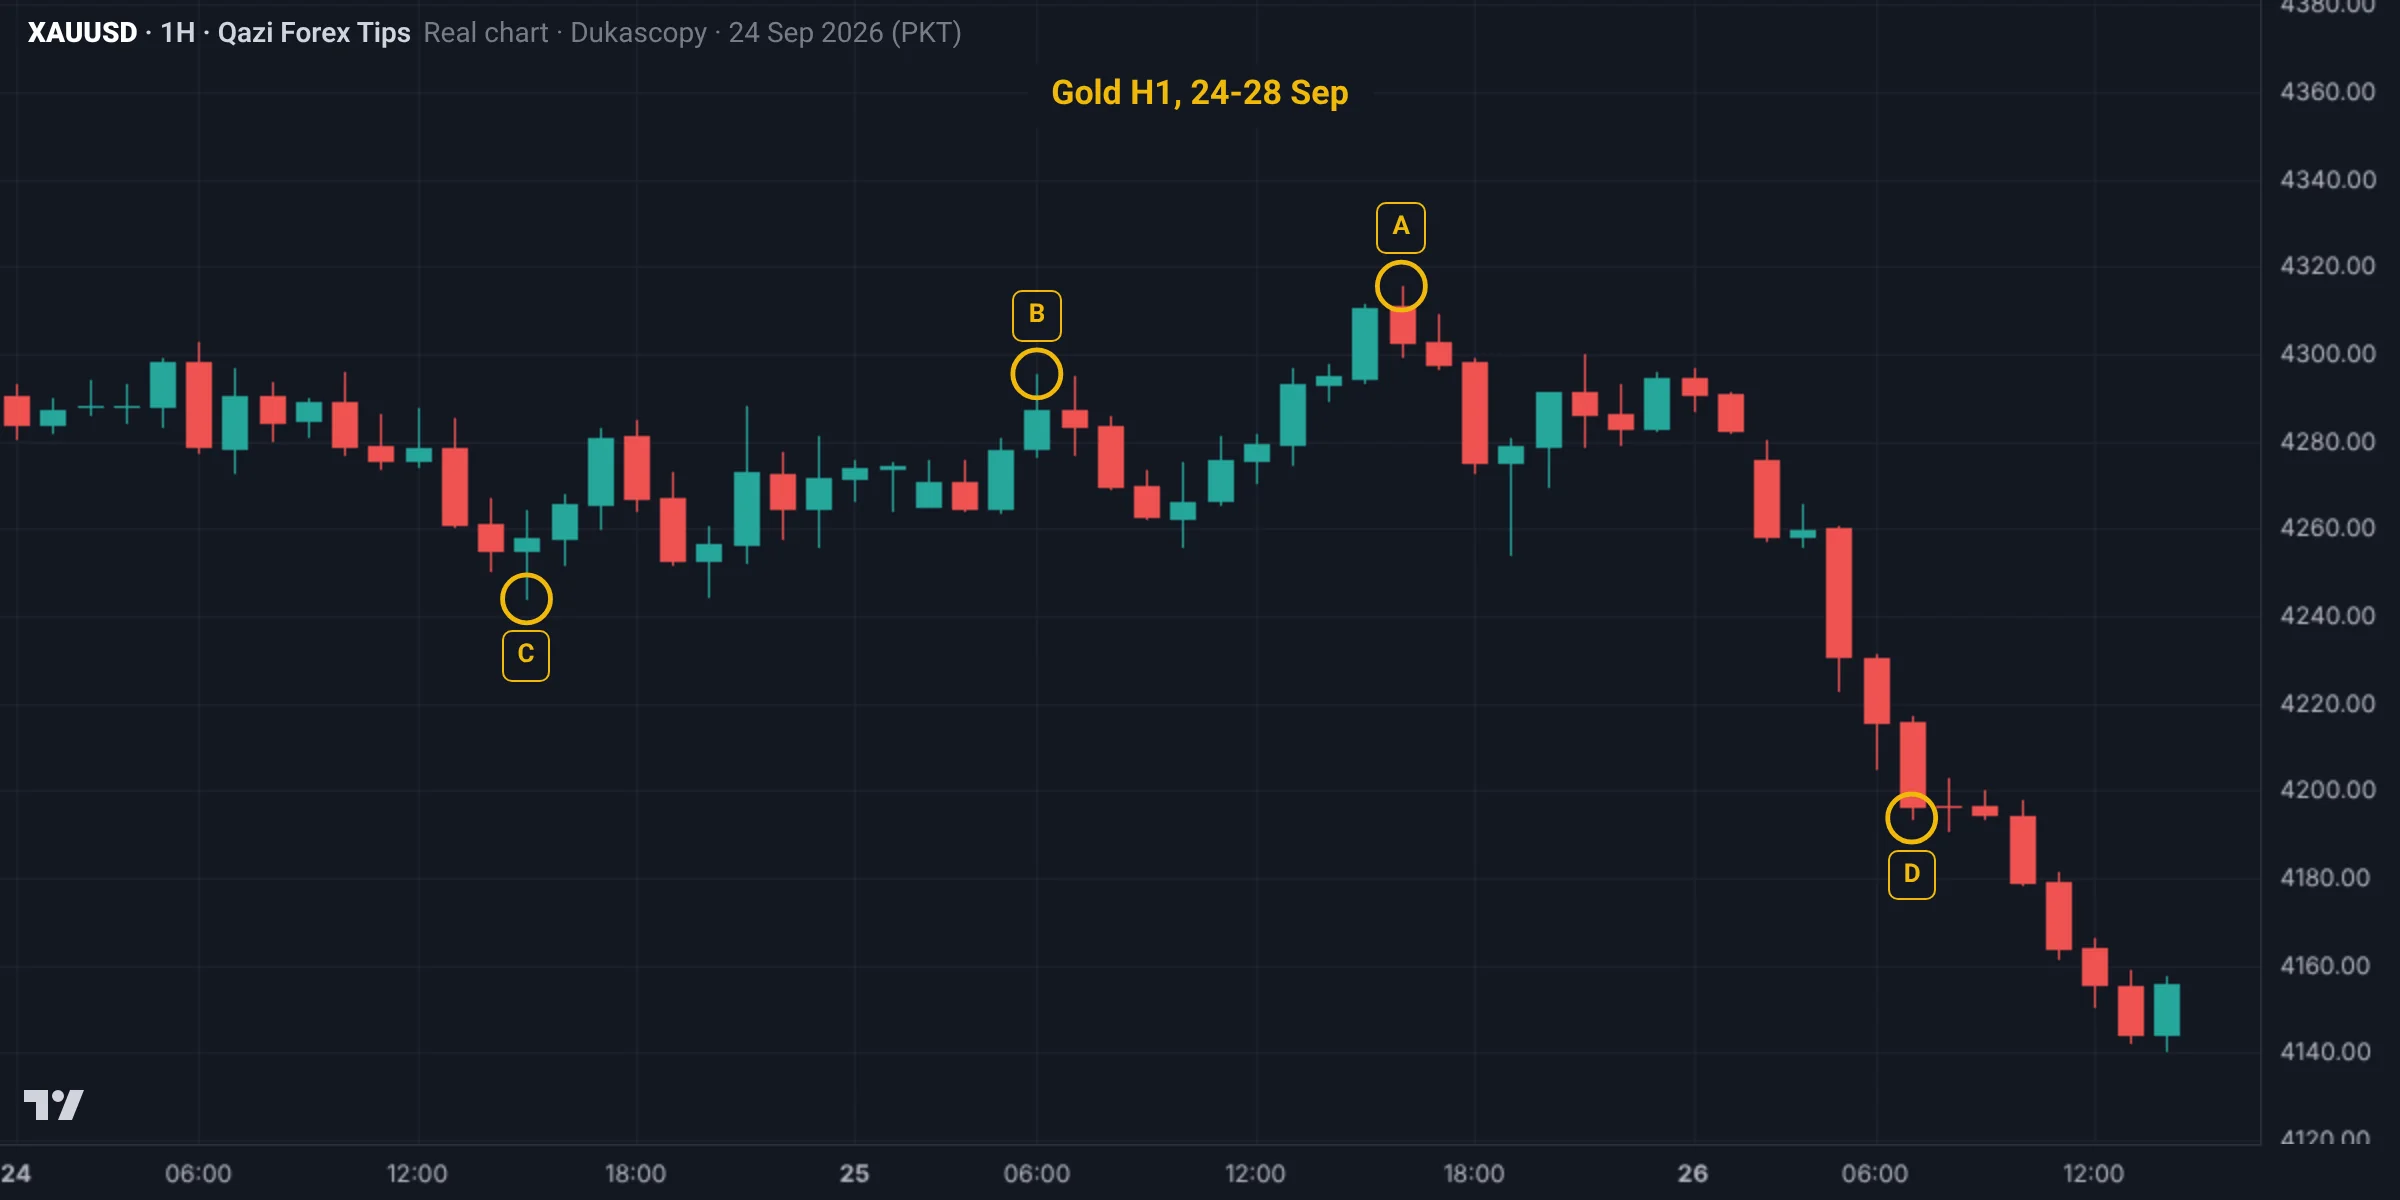 XAUUSD · 1H · Qazi Forex Tips Real chart · Dukascopy · 24 Sep 2026 (PKT)
Gold H1, 24-28 Sep
A
B
C
D
4380.00
4360.00
4340.00
4320.00
4300.00
4280.00
4260.00
4240.00
4220.00
4200.00
4180.00
4160.00
4140.00
4120.00
24 06:00 12:00 18:00 25 06:00 12:00 18:00 26 06:00 12:00